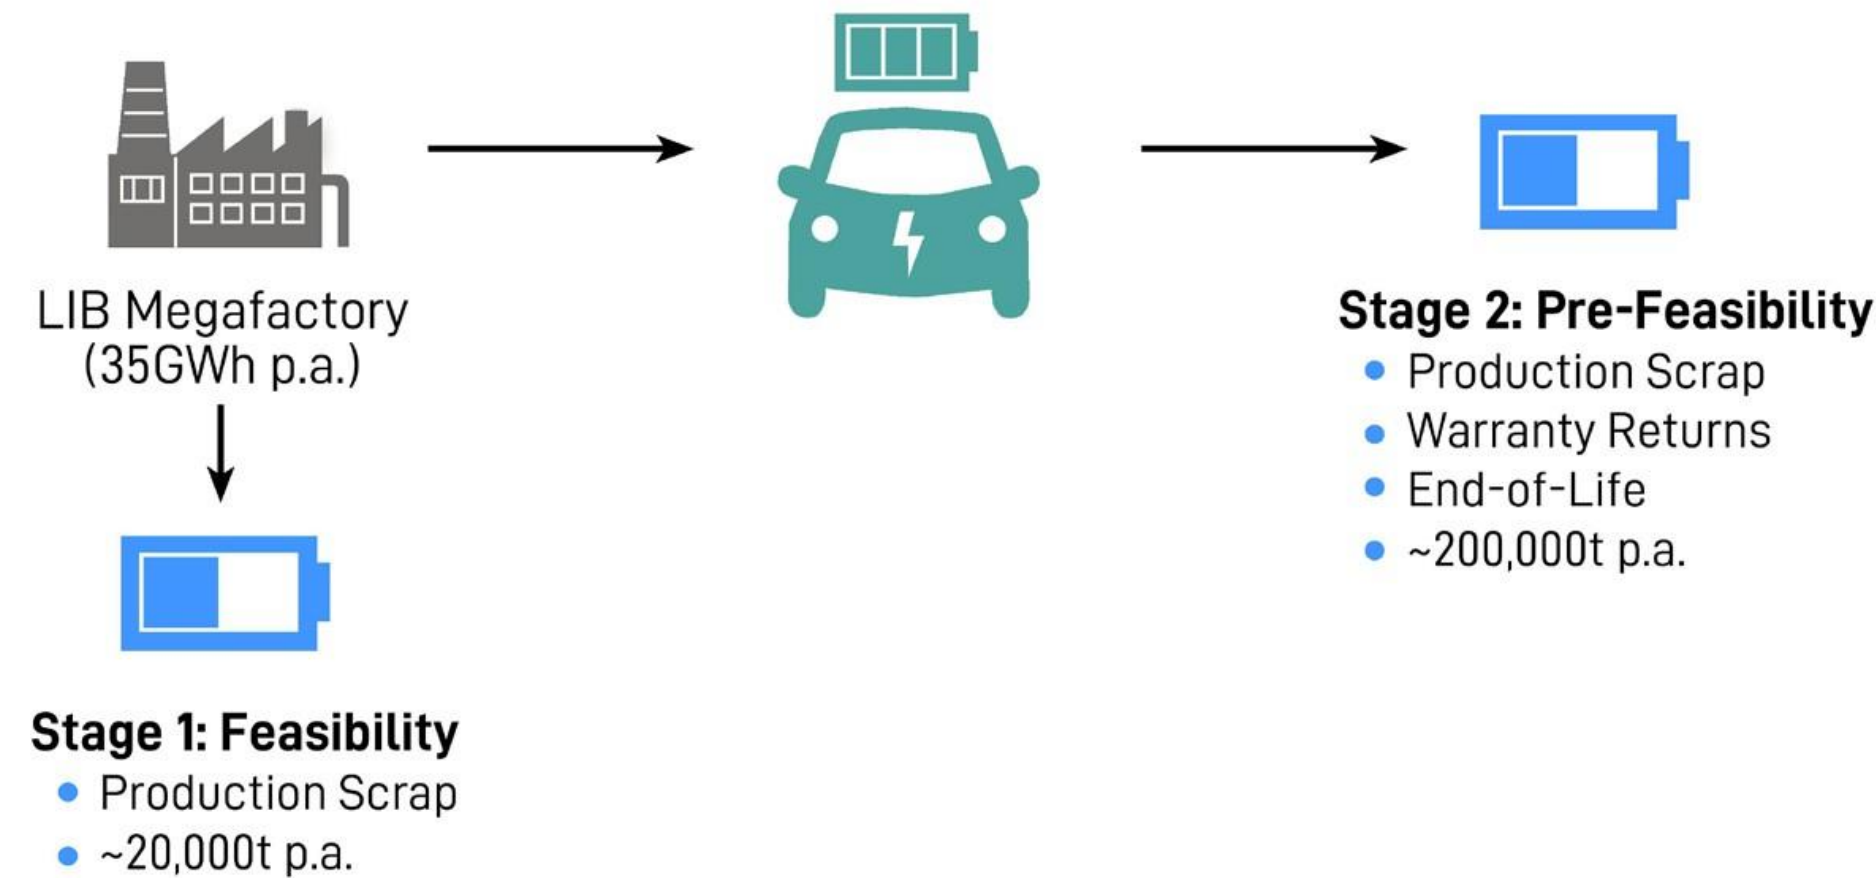 LIB Megafactory
(35GWh p.a.)
Stage 1: Feasibility
Production Scrap
~20,000t p.a.
Stage 2: Pre-Feasibility
Production Scrap
Warranty Returns
End-of-Life
~200,000t p.a.